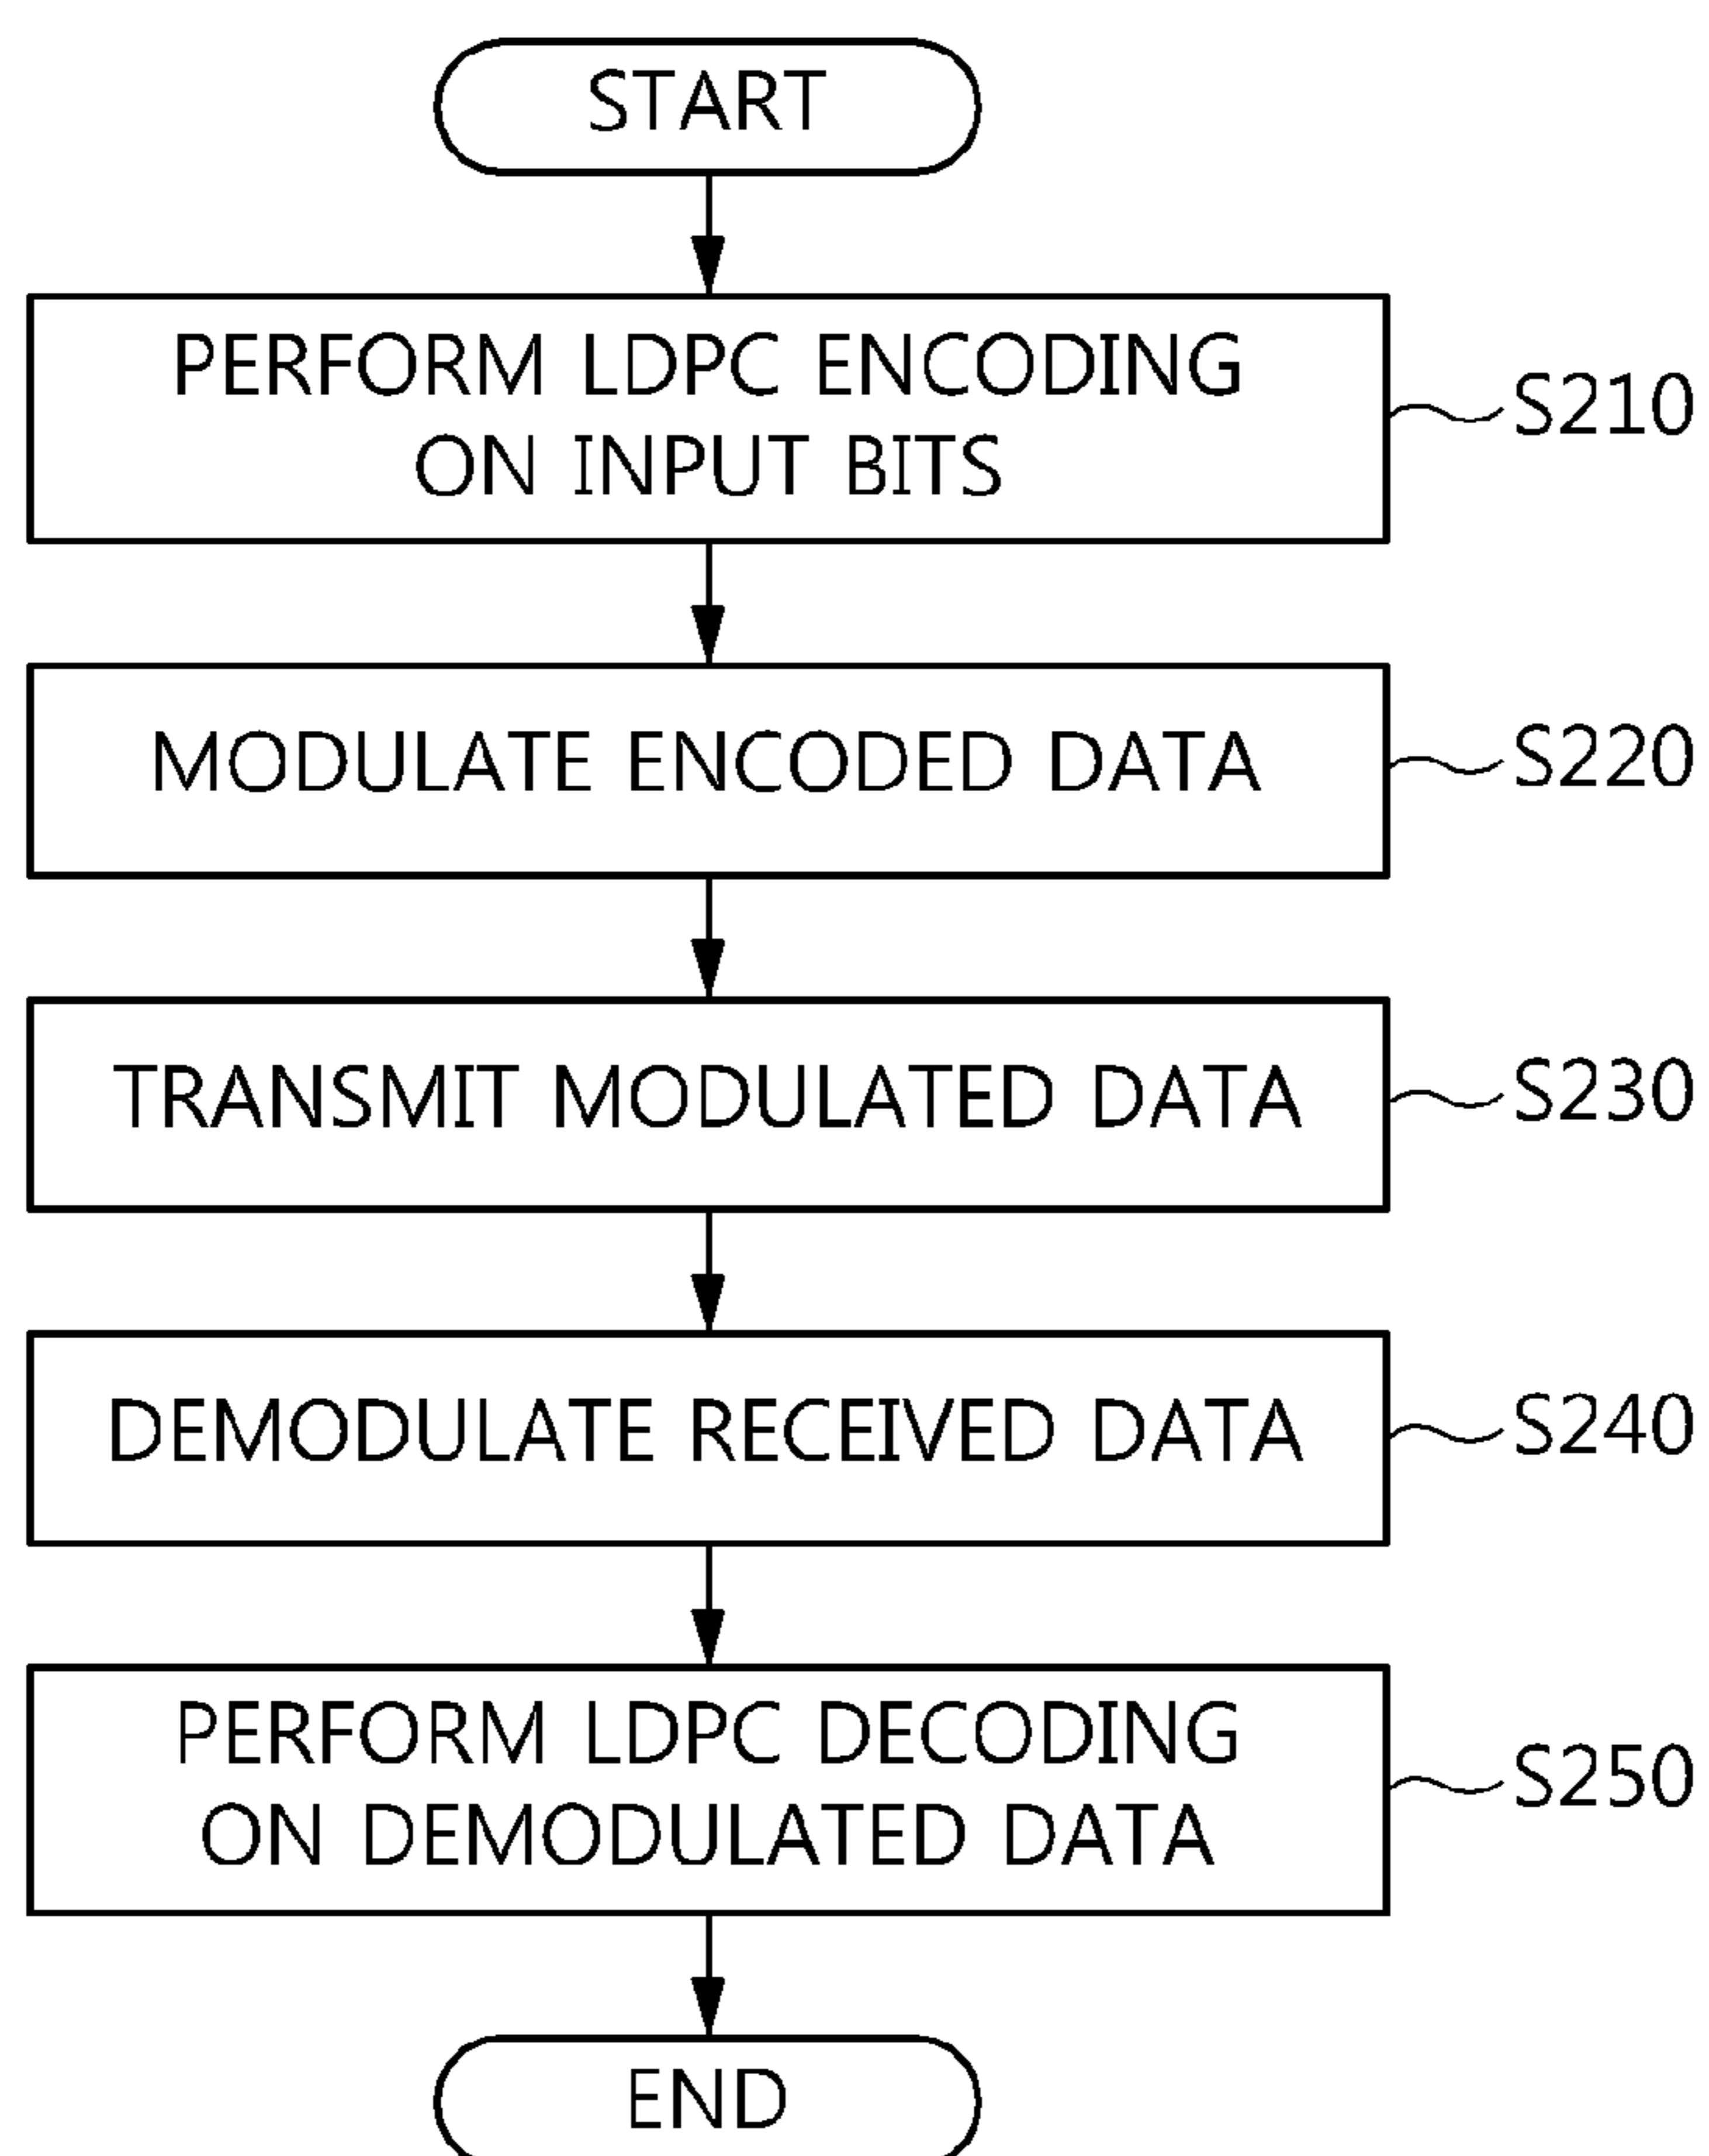 START
PERFORM LDPC ENCODING
ON INPUT BITS
S210
MODULATE ENCODED DATA
S220
TRANSMIT MODULATED DATA
S230
DEMODULATE RECEIVED DATA
S240
PERFORM LDPC DECODING
ON DEMODULATED DATA
S250
END